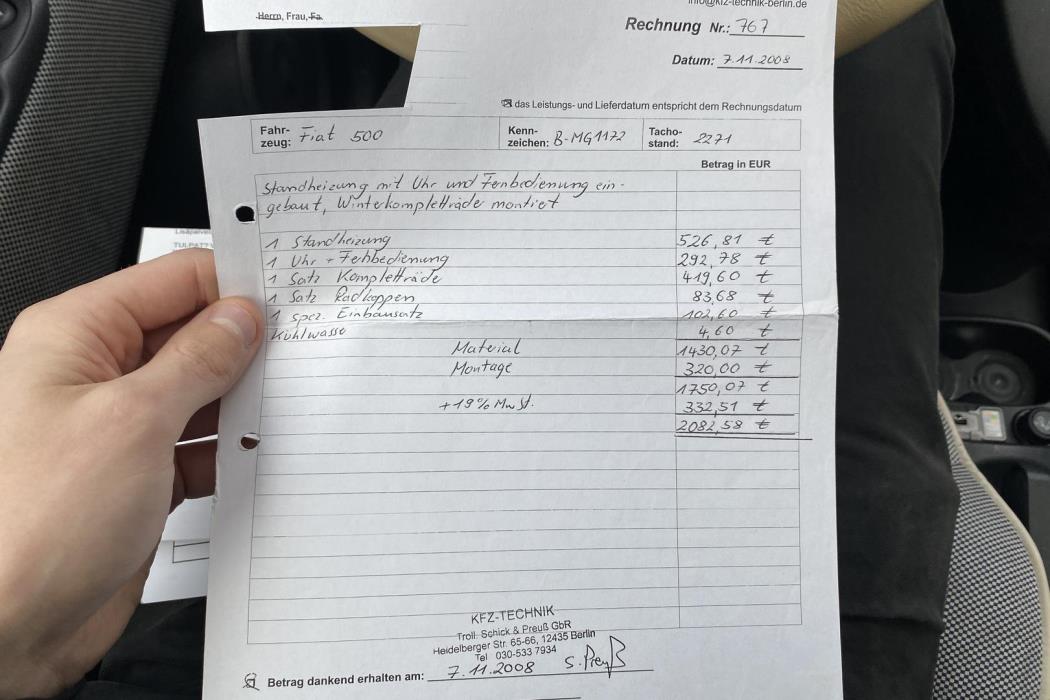 info@kfz-technik-berlin.de
Herrn, Frau, Fa.
Rechnung Nr.: 767
Datum: 7.11.2008
das Leistungs- und Lieferdatum entspricht dem Rechnungsdatum
Fahr-zeug: Fiat 500 Kenn-zeichen: B-MG1172 Tacho-stand: 2271
Betrag in EUR
Standheizung mit Uhr und Fernbedienung ein-
gebaut, Winterkompletträder montiert
1 Standheizung 526,81 €
1 Uhr + Fernbedienung 292,78 €
1 Satz Kompletträde 419,60 €
1 Satz Radkappen 83,68 €
1 spez. Einbausatz 102,60 €
Kühlwasse 4,60 €
Material 1430,07 €
Montage 320,00 €
1750,07 €
+19% MwSt. 332,51 €
2082,58 €
KFZ-TECHNIK
Troll, Schick & Preuß GbR
Heidelberger Str. 65-66, 12435 Berlin
Tel 030-533 7934
Betrag dankend erhalten am: 7.11.2008 S. Preuß